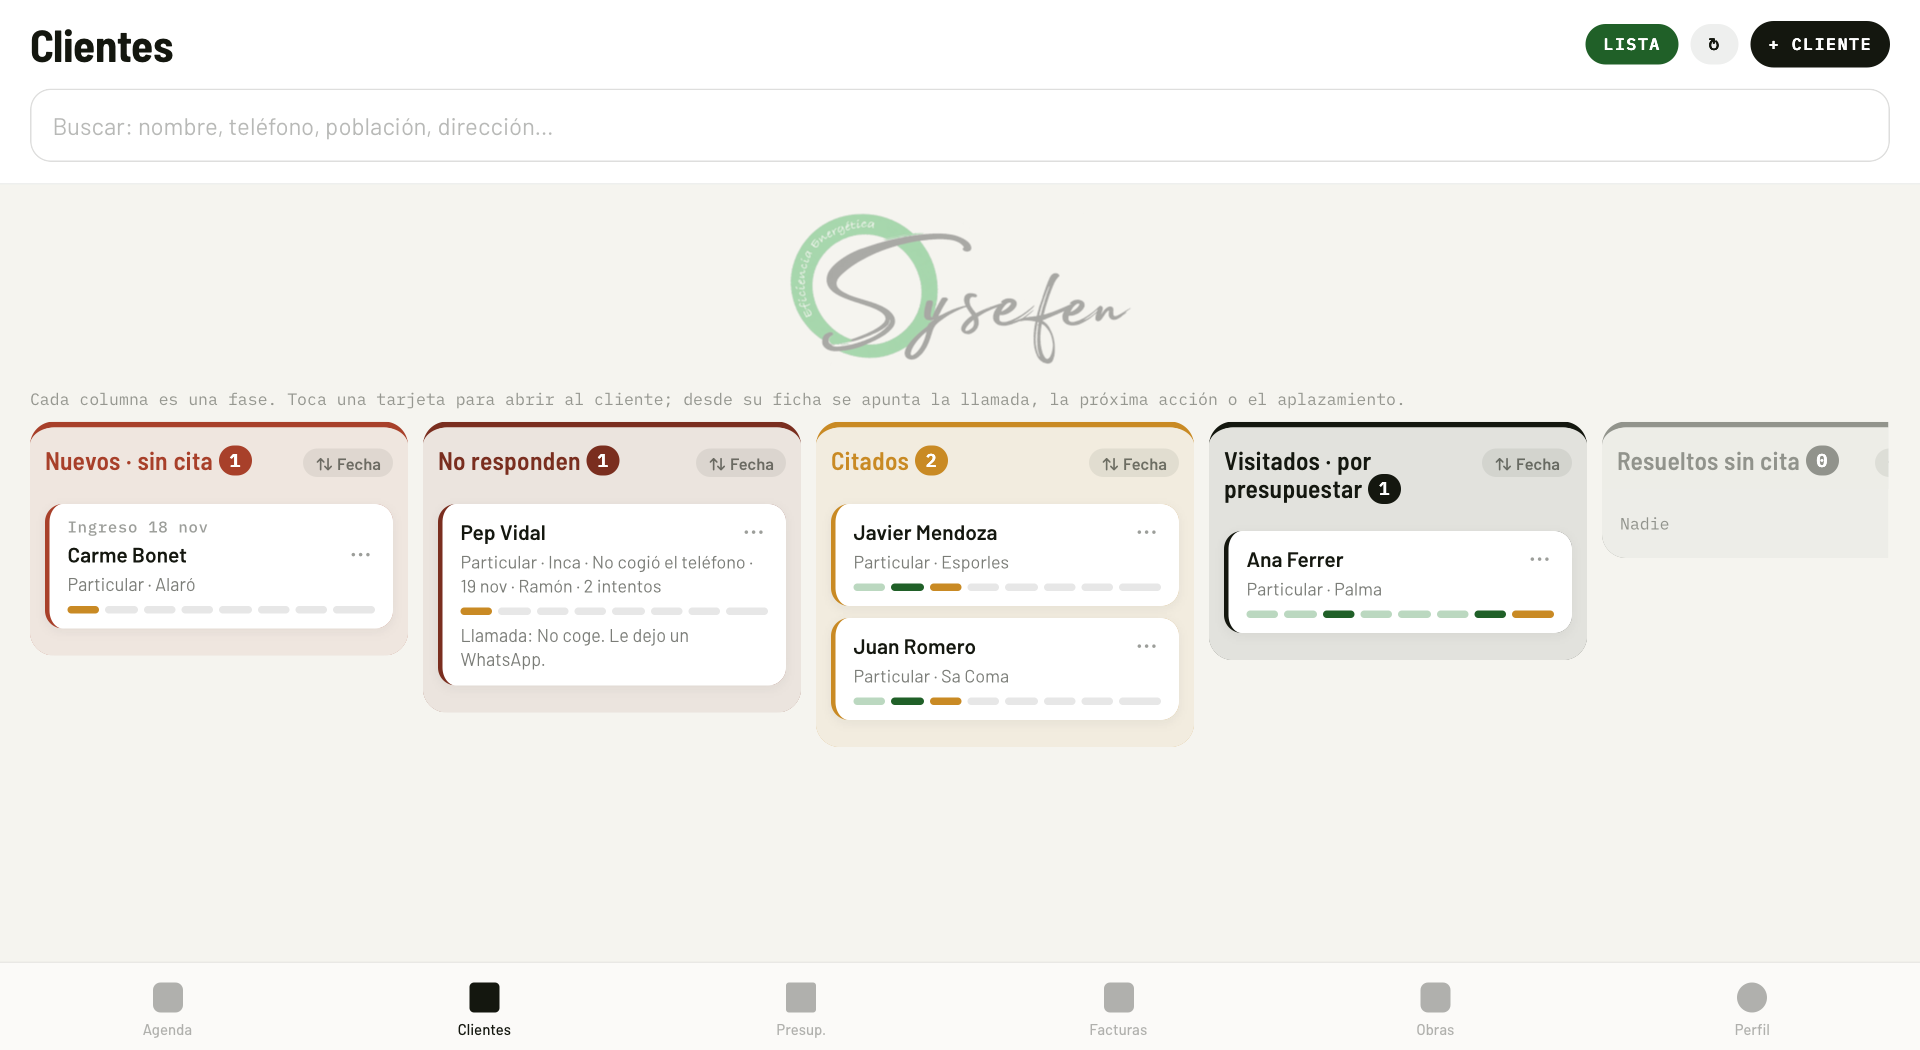 Clientes
LISTA
↻
+ CLIENTE
Buscar: nombre, teléfono, población, dirección...
Eficiencia Energética
Sysefen
Cada columna es una fase. Toca una tarjeta para abrir al cliente; desde su ficha se apunta la llamada, la próxima acción o el aplazamiento.
Nuevos · sin cita 1
↑↓ Fecha
Ingreso 18 nov
Carme Bonet
···
Particular · Alaró
No responden 1
↑↓ Fecha
Pep Vidal
···
Particular · Inca · No cogió el teléfono ·
19 nov · Ramón · 2 intentos
Llamada: No coge. Le dejo un
WhatsApp.
Citados 2
↑↓ Fecha
Javier Mendoza
···
Particular · Esporles
Juan Romero
···
Particular · Sa Coma
Visitados · por
presupuestar 1
↑↓ Fecha
Ana Ferrer
···
Particular · Palma
Resueltos sin cita 0
Nadie
Agenda
Clientes
Presup.
Facturas
Obras
Perfil